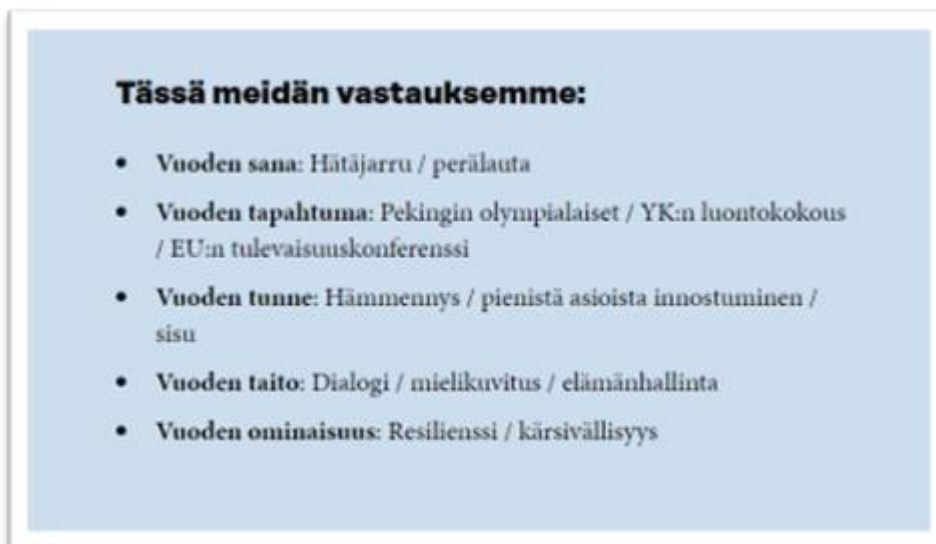 Tässä meidän vastauksemme:
• Vuoden sana: Hätäjarru / perälauta
• Vuoden tapahtuma: Pekingin olympialaiset / YK:n luontokokous
/ EU:n tulevaisuuskonferenssi
• Vuoden tunne: Hämmennys / pienistä asioista innostuminen /
sisu
• Vuoden taito: Dialogi / mielikuvitus / elämänhallinta
• Vuoden ominaisuus: Resilienssi / kärsivällisyys